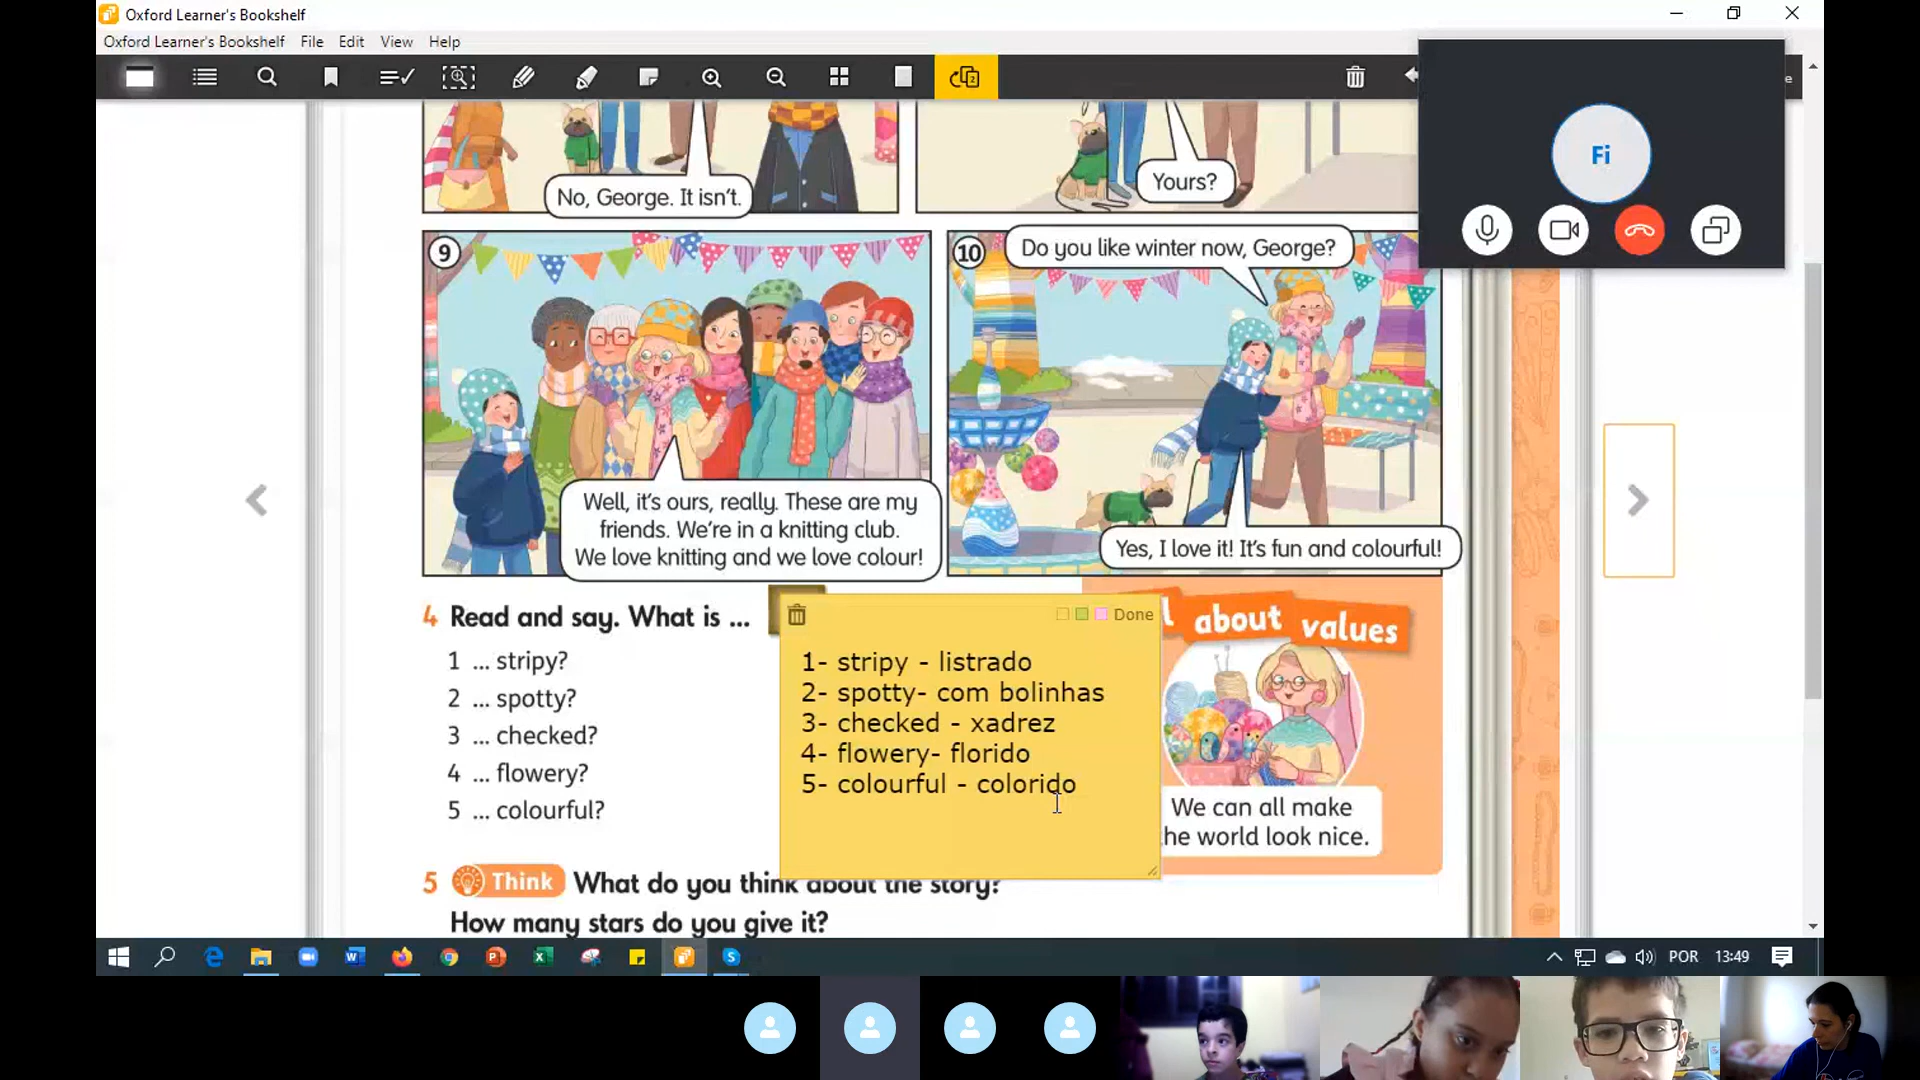 Oxford Learner's Bookshelf
Oxford Learner's Bookshelf File Edit View Help
Fi
No, George. It isn't.
Yours?
9
10
Do you like winter now, George?
Well, it's ours, really. These are my
friends. We're in a knitting club.
We love knitting and we love colour!
Yes, I love it! It's fun and colourful!
4 Read and say. What is ...
1 ... stripy?
2 ... spotty?
3 ... checked?
4 ... flowery?
5 ... colourful?
Done
1- stripy - listrado
2- spotty- com bolinhas
3- checked - xadrez
4- flowery- florido
5- colourful - colorido
about values
We can all make
he world look nice.
5 Think What do you think about the story?
How many stars do you give it?
POR 13:49